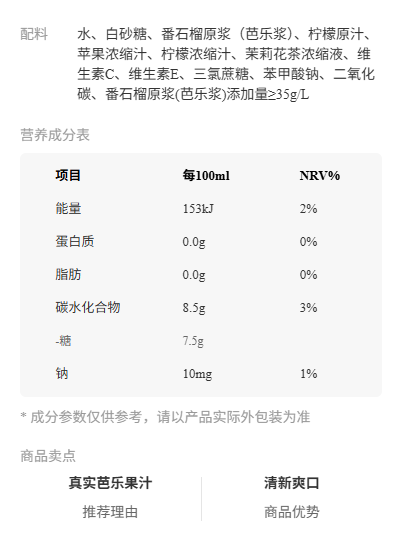 配料 水、白砂糖、番石榴原浆（芭乐浆）、柠檬原汁、
苹果浓缩汁、柠檬浓缩汁、茉莉花茶浓缩液、维
生素C、维生素E、三氯蔗糖、苯甲酸钠、二氧化
碳、番石榴原浆(芭乐浆)添加量≥35g/L
营养成分表
项目 每100ml NRV%
能量 153kJ 2%
蛋白质 0.0g 0%
脂肪 0.0g 0%
碳水化合物 8.5g 3%
-糖 7.5g
钠 10mg 1%
* 成分参数仅供参考，请以产品实际外包装为准
商品卖点
真实芭乐果汁 清新爽口
推荐理由 商品优势